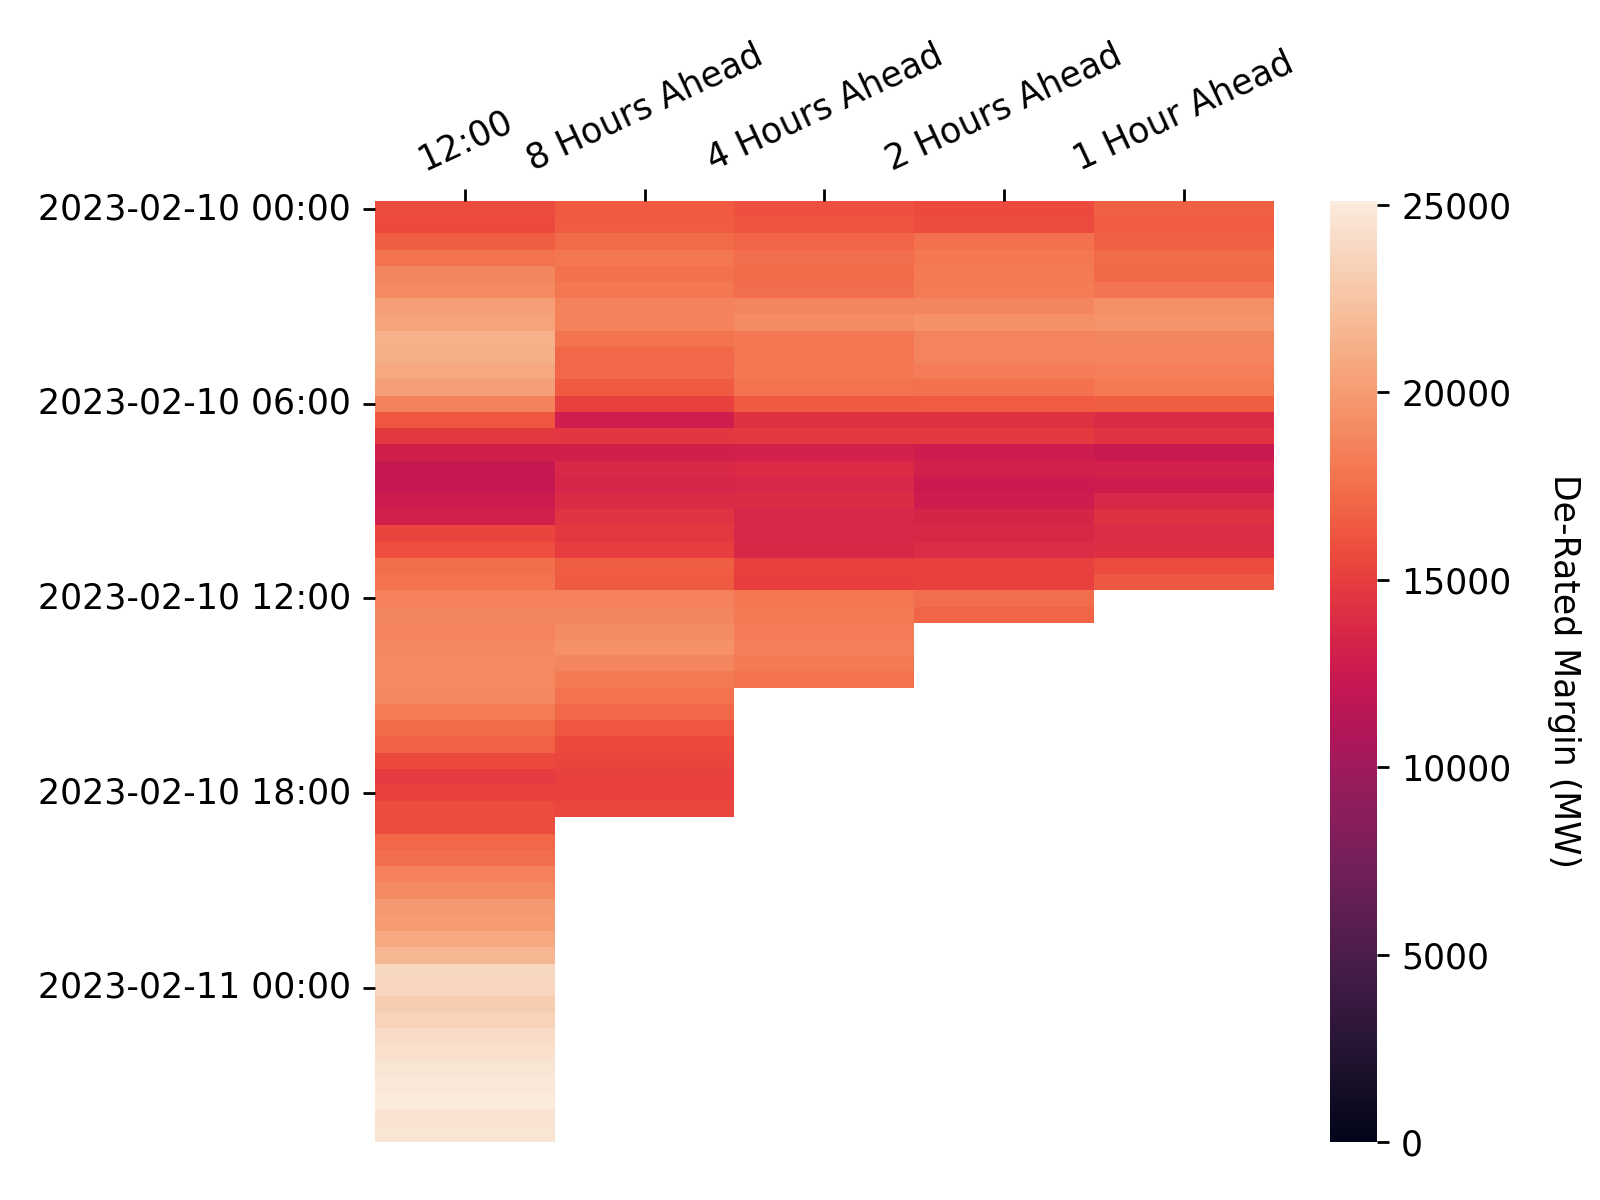 12:00
8 Hours Ahead
4 Hours Ahead
2 Hours Ahead
1 Hour Ahead
2023-02-10 00:00
2023-02-10 06:00
2023-02-10 12:00
2023-02-10 18:00
2023-02-11 00:00
25000
20000
15000
10000
5000
0
De-Rated Margin (MW)